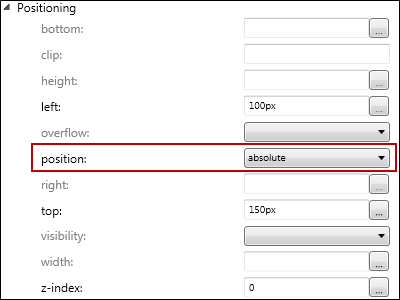 Positioning
bottom: ...
clip:
height: ...
left: 100px ...
overflow:
position: absolute
right: ...
top: 150px ...
visibility:
width: ...
z-index: 0 ...